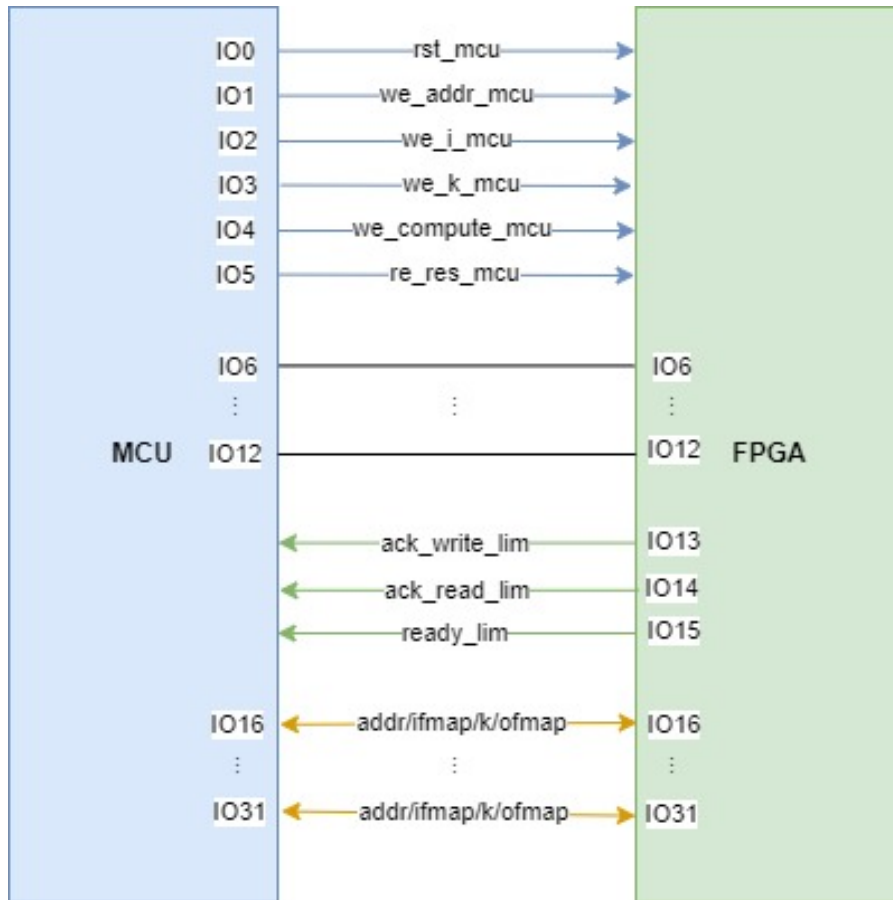 IO0 rst_mcu
IO1 we_addr_mcu
IO2 we_i_mcu
IO3 we_k_mcu
IO4 we_compute_mcu
IO5 re_res_mcu
IO6 IO6
⋮ ⋮ ⋮
MCU IO12 IO12 FPGA
ack_write_lim IO13
ack_read_lim IO14
ready_lim IO15
IO16 addr/ifmap/k/ofmap IO16
⋮ ⋮ ⋮
IO31 addr/ifmap/k/ofmap IO31